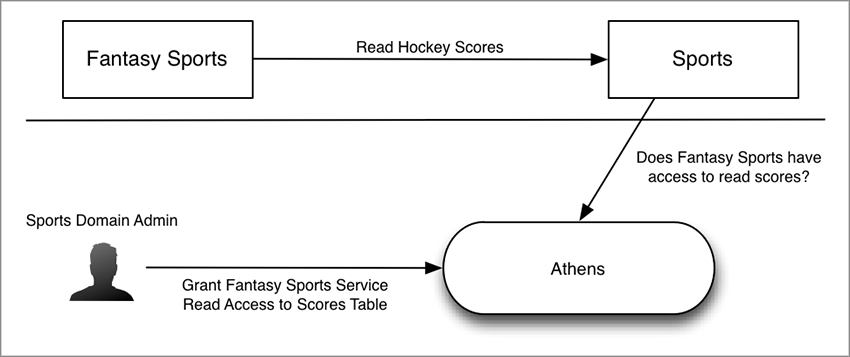 Fantasy Sports
Read Hockey Scores
Sports
Does Fantasy Sports have
access to read scores?
Sports Domain Admin
Grant Fantasy Sports Service
Read Access to Scores Table
Athens